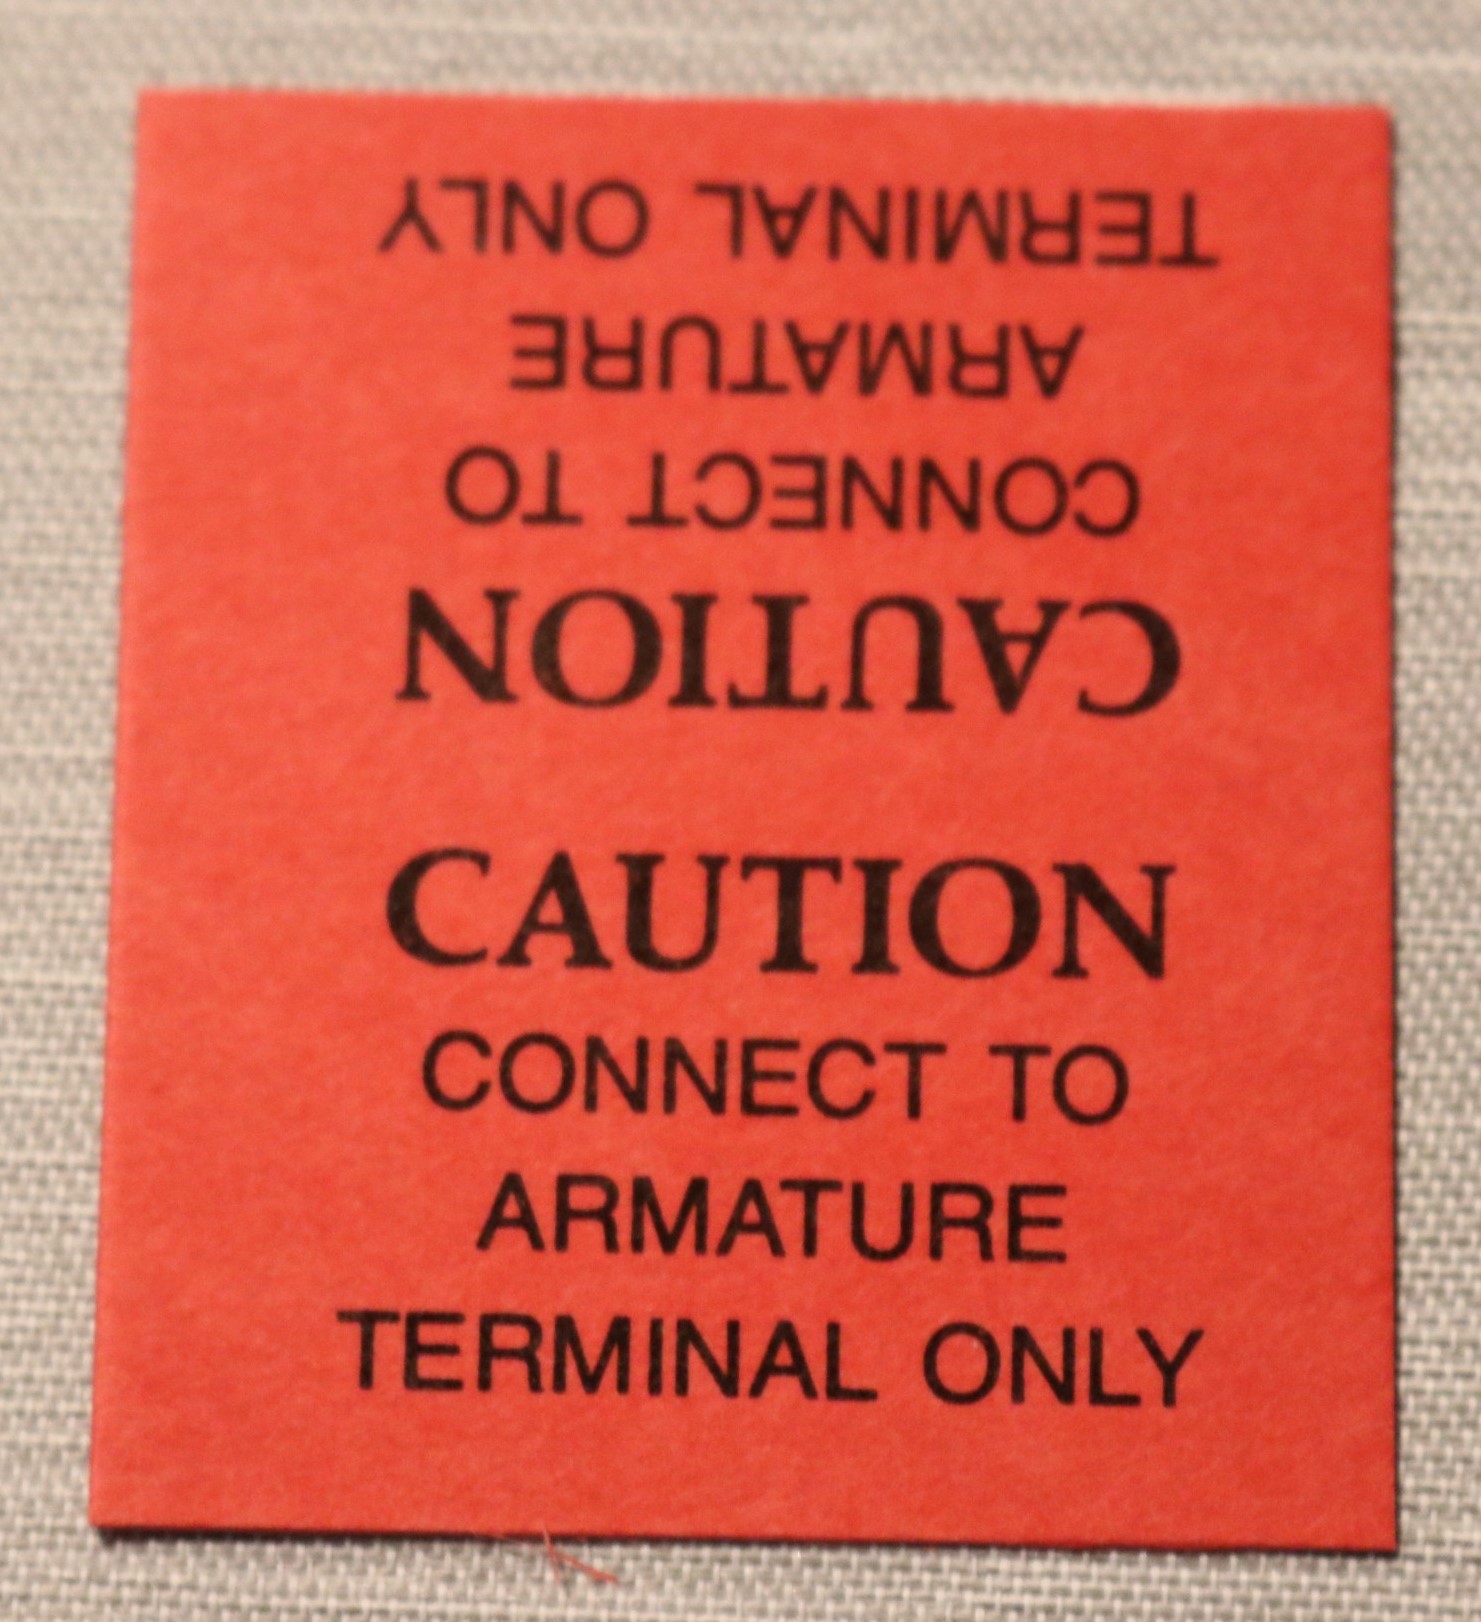 CAUTION
CONNECT TO
ARMATURE
TERMINAL ONLY
CAUTION
CONNECT TO
ARMATURE
TERMINAL ONLY